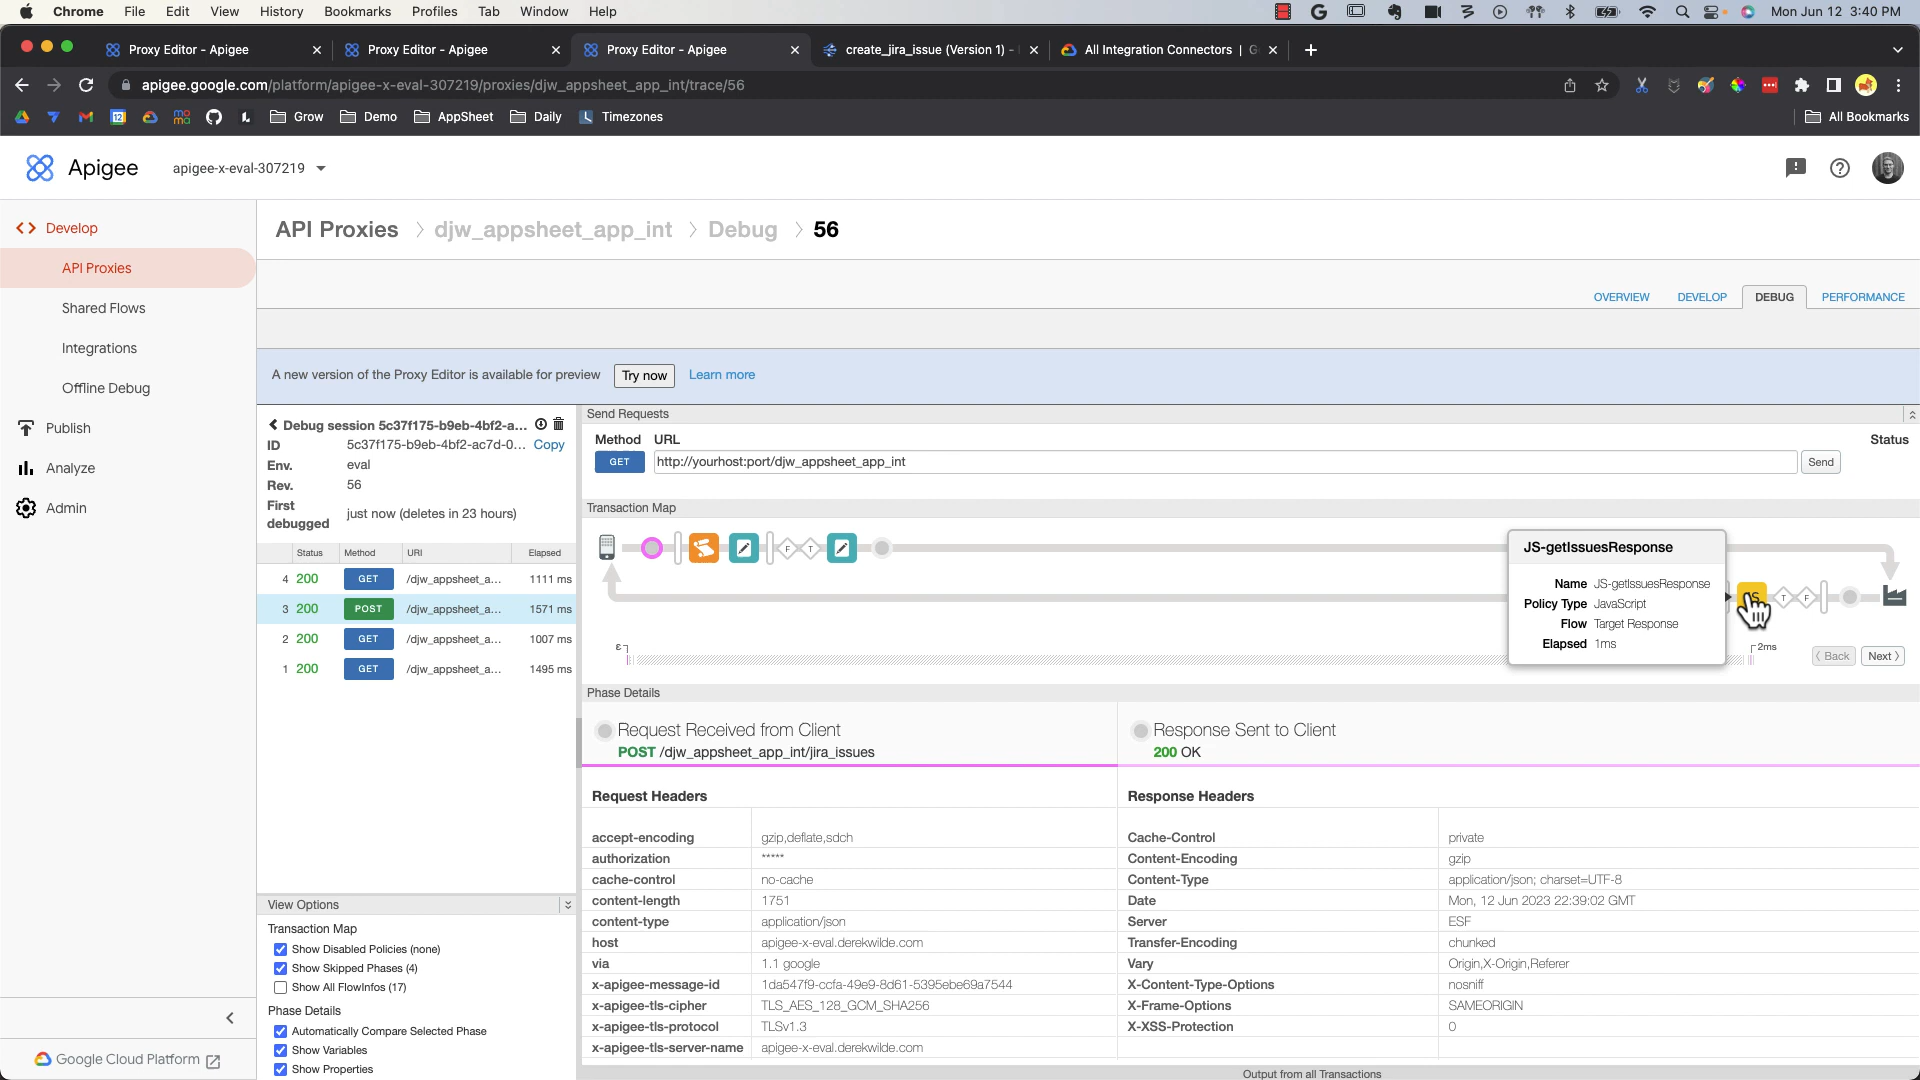 Chrome File Edit View History Bookmarks Profiles Tab Window Help Mon Jun 12 3:40 PM
Proxy Editor - Apigee Proxy Editor - Apigee Proxy Editor - Apigee create_jira_issue (Version 1) - All Integration Connectors | G
apigee.google.com/platform/apigee-x-eval-307219/proxies/djw_appsheet_app_int/trace/56
Grow Demo AppSheet Daily Timezones All Bookmarks
Apigee apigee-x-eval-307219
Develop
API Proxies
Shared Flows
Integrations
Offline Debug
Publish
Analyze
Admin
Google Cloud Platform
API Proxies djw_appsheet_app_int Debug 56
OVERVIEW DEVELOP DEBUG PERFORMANCE
A new version of the Proxy Editor is available for preview Try now Learn more
Debug session 5c37f175-b9eb-4bf2-a...
ID 5c37f175-b9eb-4bf2-ac7d-0... Copy
Env. eval
Rev. 56
First debugged just now (deletes in 23 hours)
Status Method URI Elapsed
4 200 GET /djw_appsheet_a... 1111 ms
3 200 POST /djw_appsheet_a... 1571 ms
2 200 GET /djw_appsheet_a... 1007 ms
1 200 GET /djw_appsheet_a... 1495 ms
View Options
Transaction Map
Show Disabled Policies (none)
Show Skipped Phases (4)
Show All FlowInfos (17)
Phase Details
Automatically Compare Selected Phase
Show Variables
Show Properties
Send Requests
Method URL Status
GET http://yourhost:port/djw_appsheet_app_int Send
Transaction Map
F T
JS-getIssuesResponse
Name JS-getIssuesResponse
Policy Type JavaScript
Flow Target Response
Elapsed 1ms
T F
ε 2ms
Back Next
Phase Details
Request Received from Client
POST /djw_appsheet_app_int/jira_issues
Response Sent to Client
200 OK
Request Headers
accept-encoding gzip,deflate,sdch
authorization *****
cache-control no-cache
content-length 1751
content-type application/json
host apigee-x-eval.derekwilde.com
via 1.1 google
x-apigee-message-id 1da547f9-ccfa-49e9-8d61-5395ebe69a7544
x-apigee-tls-cipher TLS_AES_128_GCM_SHA256
x-apigee-tls-protocol TLSv1.3
x-apigee-tls-server-name apigee-x-eval.derekwilde.com
Response Headers
Cache-Control private
Content-Encoding gzip
Content-Type application/json; charset=UTF-8
Date Mon, 12 Jun 2023 22:39:02 GMT
Server ESF
Transfer-Encoding chunked
Vary Origin,X-Origin,Referer
X-Content-Type-Options nosniff
X-Frame-Options SAMEORIGIN
X-XSS-Protection 0
Output from all Transactions